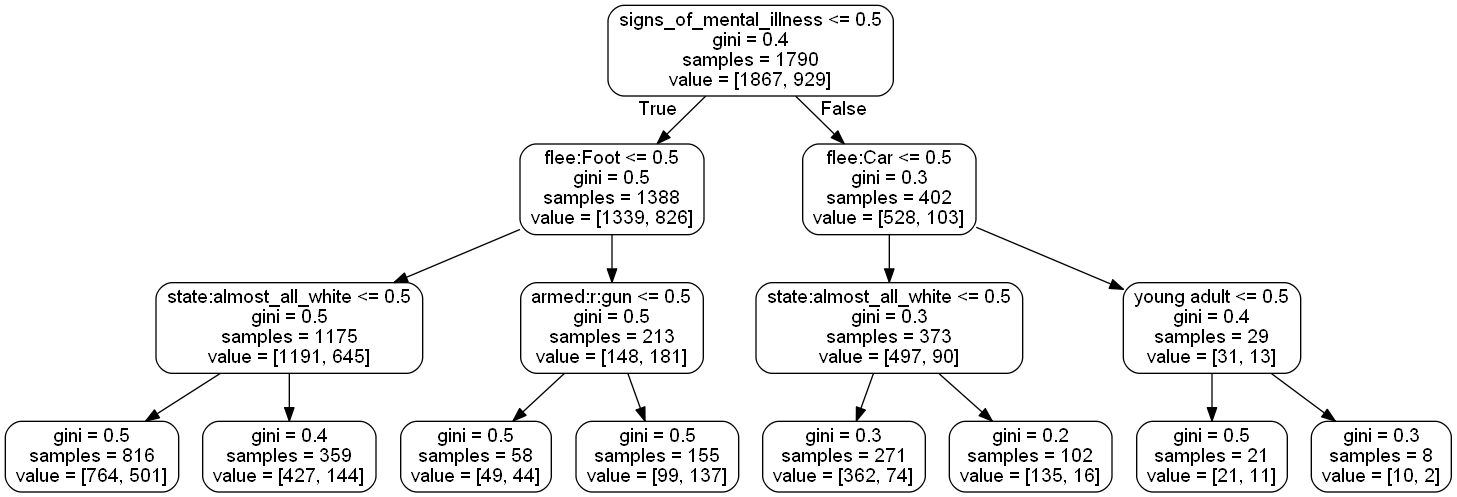 signs_of_mental_illness <= 0.5
gini = 0.4
samples = 1790
value = [1867, 929]
True
False
flee:Foot <= 0.5
gini = 0.5
samples = 1388
value = [1339, 826]
flee:Car <= 0.5
gini = 0.3
samples = 402
value = [528, 103]
state:almost_all_white <= 0.5
gini = 0.5
samples = 1175
value = [1191, 645]
armed:r:gun <= 0.5
gini = 0.5
samples = 213
value = [148, 181]
state:almost_all_white <= 0.5
gini = 0.3
samples = 373
value = [497, 90]
young adult <= 0.5
gini = 0.4
samples = 29
value = [31, 13]
gini = 0.5
samples = 816
value = [764, 501]
gini = 0.4
samples = 359
value = [427, 144]
gini = 0.5
samples = 58
value = [49, 44]
gini = 0.5
samples = 155
value = [99, 137]
gini = 0.3
samples = 271
value = [362, 74]
gini = 0.2
samples = 102
value = [135, 16]
gini = 0.5
samples = 21
value = [21, 11]
gini = 0.3
samples = 8
value = [10, 2]